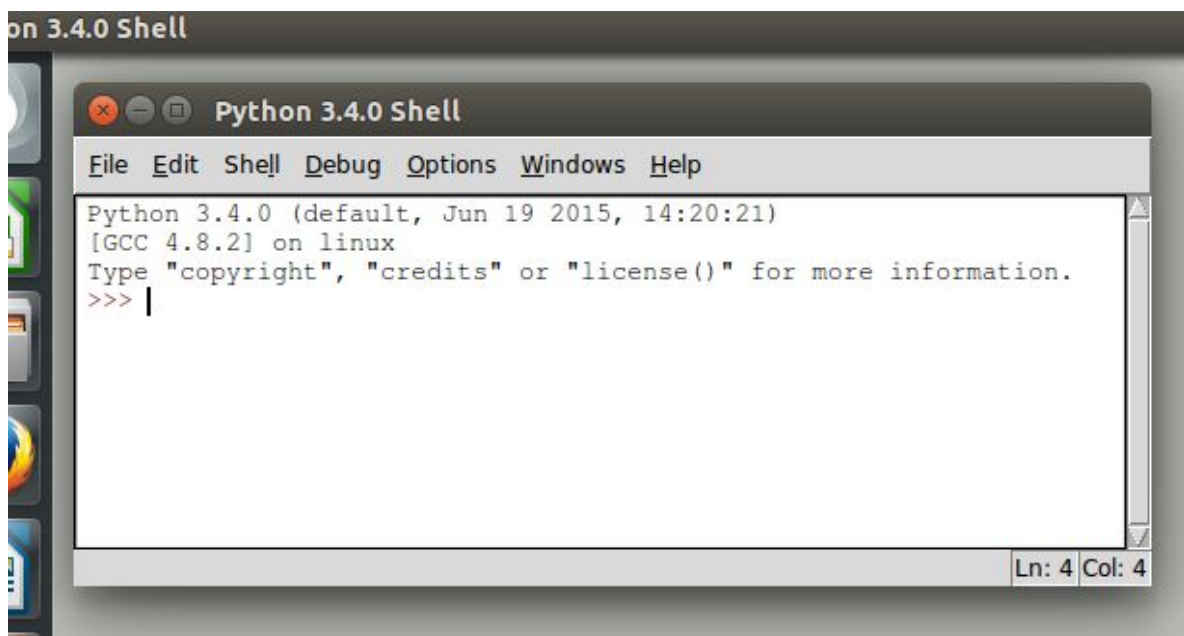 on 3.4.0 Shell
Python 3.4.0 Shell
File Edit Shell Debug Options Windows Help
Python 3.4.0 (default, Jun 19 2015, 14:20:21)
[GCC 4.8.2] on linux
Type "copyright", "credits" or "license()" for more information.
>>>
Ln: 4 Col: 4